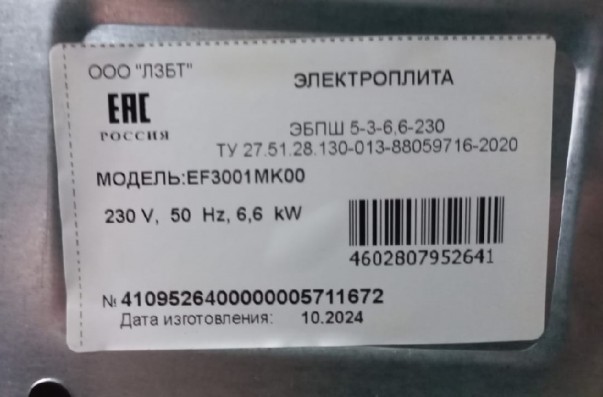 ООО "ЛЗБТ"
ЭЛЕКТРОПЛИТА
ЕАС
РОССИЯ
ЭБПШ 5-3-6,6-230
ТУ 27.51.28.130-013-88059716-2020
МОДЕЛЬ:EF3001MK00
230 V, 50 Hz, 6,6 kW
4602807952641
№ 41095264000000005711672
Дата изготовления: 10.2024